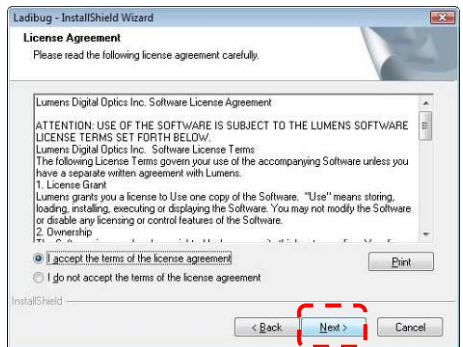 Ladibug - InstallShield Wizard
License Agreement
Please read the following license agreement carefully.
Lumens Digital Optics Inc. Software License Agreement
ATTENTION: USE OF THE SOFTWARE IS SUBJECT TO THE LUMENS SOFTWARE
LICENSE TERMS SET FORTH BELOW.
Lumens Digital Optics Inc. Software License Terms
The following License Terms govern your use of the accompanying Software unless you
have a separate written agreement with Lumens.
1. License Grant
Lumens grants you a license to Use one copy of the Software. "Use" means storing,
loading, installing, executing or displaying the Software. You may not modify the Software
or disable any licensing or control features of the Software.
2. Ownership
I accept the terms of the license agreement
Print
I do not accept the terms of the license agreement
InstallShield
< Back
Next >
Cancel